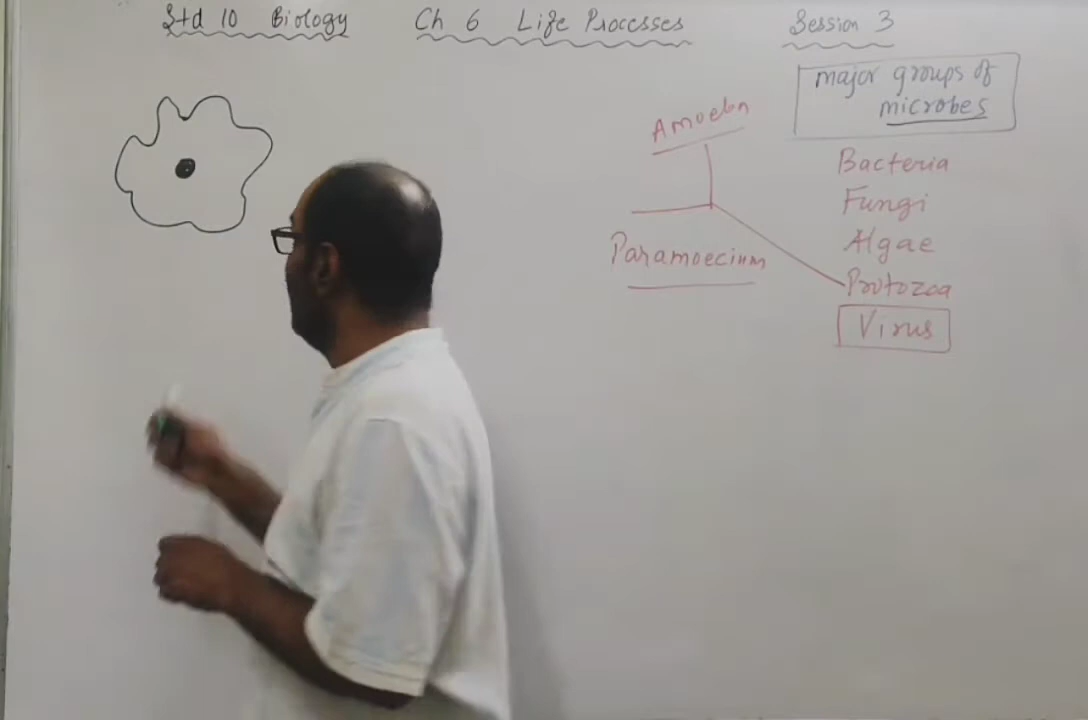 Std 10 Biology Ch 6 Life Processes Session 3
major groups of
microbes
Amoeba
Paramoecium
Bacteria
Fungi
Algae
Protozoa
Virus